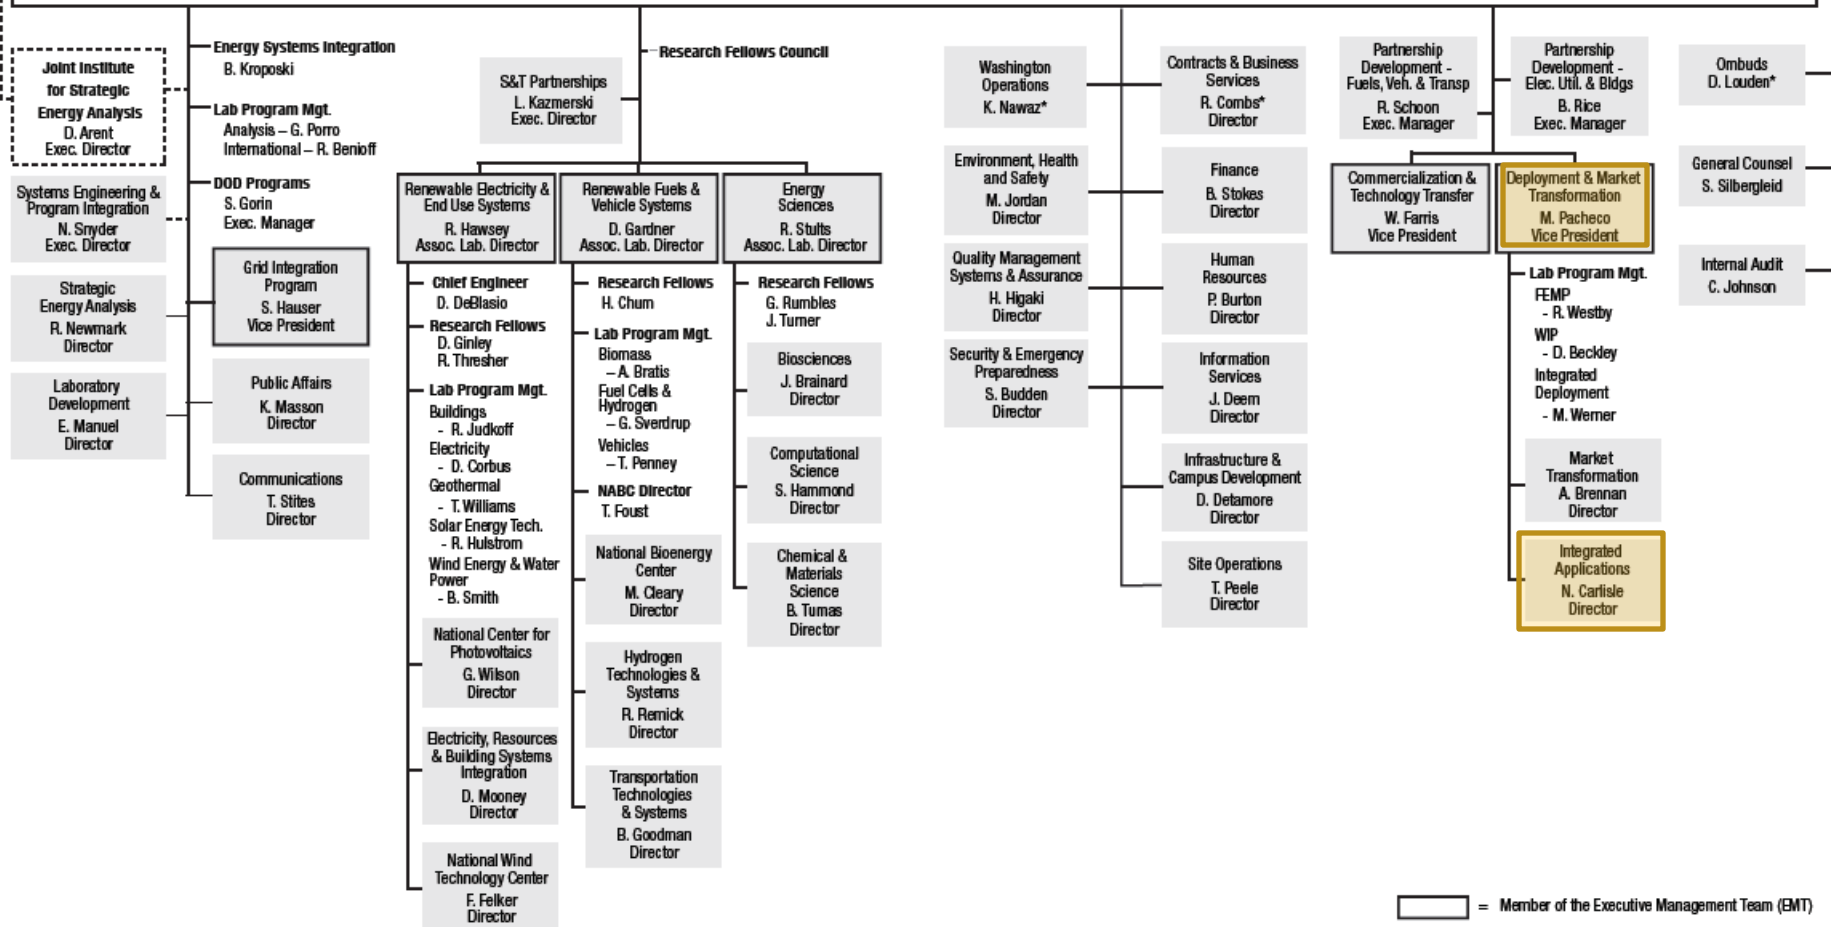 Joint Institute
for Strategic
Energy Analysis
D. Arent
Exec. Director
Systems Engineering &
Program Integration
N. Snyder
Exec. Director
Strategic
Energy Analysis
R. Newmark
Director
Laboratory
Development
E. Manuel
Director
Energy Systems Integration
B. Kroposki
Lab Program Mgt.
Analysis – G. Porro
International – R. Benioff
DOD Programs
S. Gorin
Exec. Manager
Grid Integration
Program
S. Hauser
Vice President
Public Affairs
K. Masson
Director
Communications
T. Stites
Director
Research Fellows Council
S&T Partnerships
L. Kazmerski
Exec. Director
Renewable Electricity &
End Use Systems
R. Hawsey
Assoc. Lab. Director
Chief Engineer
D. DeBlasio
Research Fellows
D. Ginley
R. Thresher
Lab Program Mgt.
Buildings
- R. Judkoff
Electricity
- D. Corbus
Geothermal
- T. Williams
Solar Energy Tech.
- R. Hulstrom
Wind Energy & Water
Power
- B. Smith
National Center for
Photovoltaics
G. Wilson
Director
Electricity, Resources
& Building Systems
Integration
D. Mooney
Director
National Wind
Technology Center
F. Felker
Director
Renewable Fuels &
Vehicle Systems
D. Gardner
Assoc. Lab. Director
Research Fellows
H. Chum
Lab Program Mgt.
Biomass
– A. Bratis
Fuel Cells &
Hydrogen
– G. Sverdrup
Vehicles
– T. Penney
NABC Director
T. Foust
National Bioenergy
Center
M. Cleary
Director
Hydrogen
Technologies &
Systems
R. Remick
Director
Transportation
Technologies
& Systems
B. Goodman
Director
Energy
Sciences
R. Stults
Assoc. Lab. Director
Research Fellows
G. Rumbles
J. Turner
Biosciences
J. Brainard
Director
Computational
Science
S. Hammond
Director
Chemical &
Materials
Science
B. Tumas
Director
Washington
Operations
K. Nawaz*
Environment, Health
and Safety
M. Jordan
Director
Quality Management
Systems & Assurance
H. Higaki
Director
Security & Emergency
Preparedness
S. Budden
Director
Contracts & Business
Services
R. Combs*
Director
Finance
B. Stokes
Director
Human
Resources
P. Burton
Director
Information
Services
J. Deem
Director
Infrastructure &
Campus Development
D. Detamore
Director
Site Operations
T. Peele
Director
Partnership
Development -
Fuels, Veh. & Transp
R. Schoon
Exec. Manager
Partnership
Development -
Elec. Util. & Bldgs
B. Rice
Exec. Manager
Commercialization &
Technology Transfer
W. Farris
Vice President
Deployment & Market
Transformation
M. Pacheco
Vice President
Lab Program Mgt.
FEMP
- R. Westby
WIP
- D. Beckley
Integrated
Deployment
- M. Werner
Market
Transformation
A. Brennan
Director
Integrated
Applications
N. Carlisle
Director
Ombuds
D. Louden*
General Counsel
S. Silbergleid
Internal Audit
C. Johnson
= Member of the Executive Management Team (EMT)